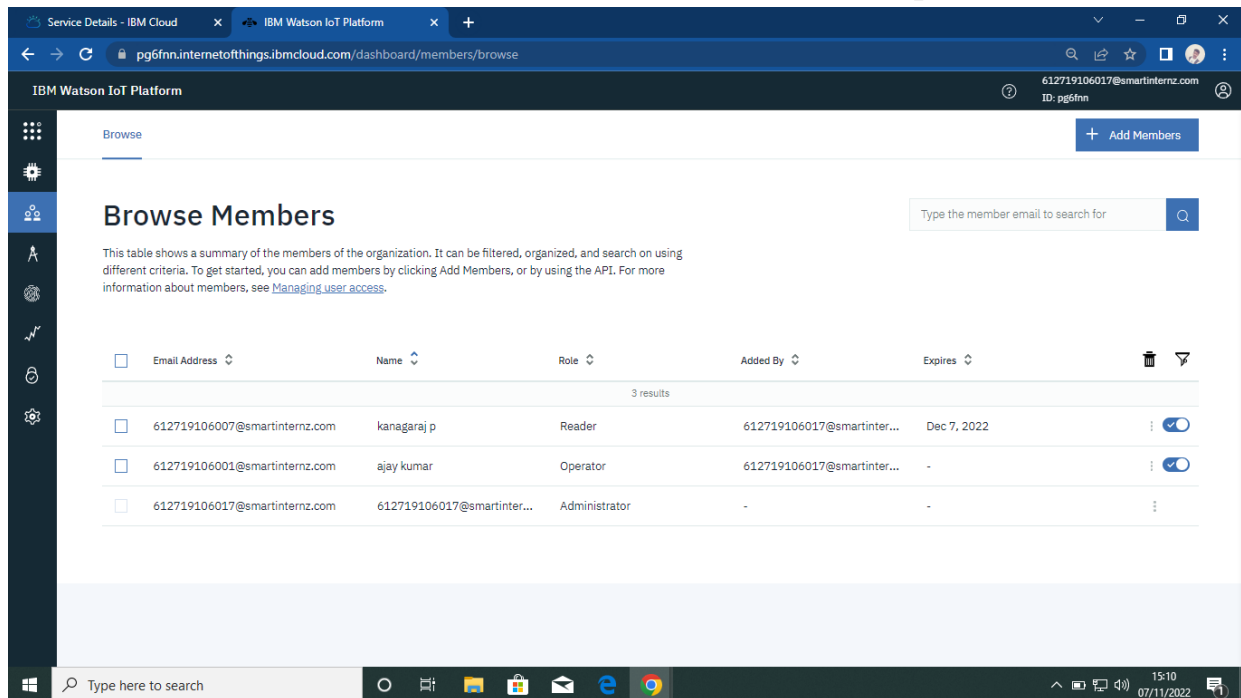 Service Details - IBM Cloud
IBM Watson IoT Platform
pg6fnn.internetofthings.ibmcloud.com/dashboard/members/browse
IBM Watson IoT Platform
612719106017@smartinternz.com
ID: pg6fnn
Browse
+ Add Members
Browse Members
Type the member email to search for
This table shows a summary of the members of the organization. It can be filtered, organized, and search on using
different criteria. To get started, you can add members by clicking Add Members, or by using the API. For more
information about members, see Managing user access.
Email Address Name Role Added By Expires
3 results
612719106007@smartinternz.com kanagaraj p Reader 612719106017@smartinter... Dec 7, 2022
612719106001@smartinternz.com ajay kumar Operator 612719106017@smartinter... -
612719106017@smartinternz.com 612719106017@smartinter... Administrator - -
Type here to search
15:10
07/11/2022
1